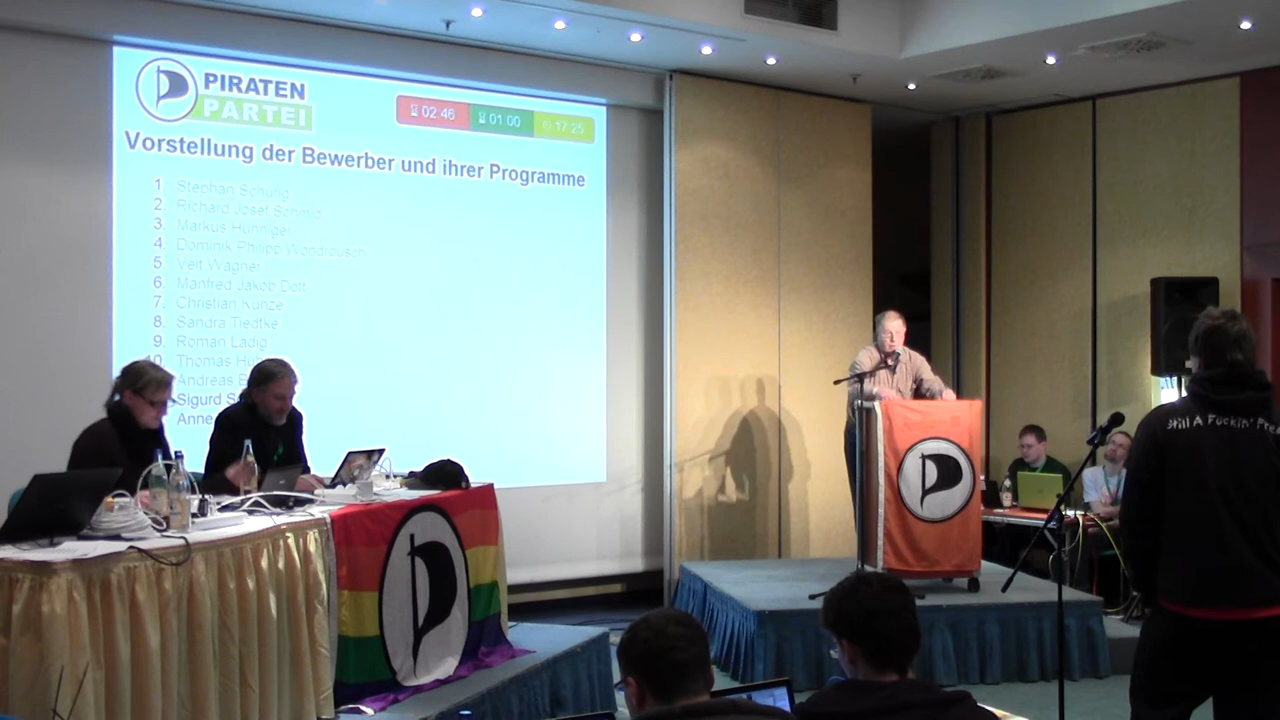 PIRATEN
PARTEI
02:46 01:00 17:25
Vorstellung der Bewerber und ihrer Programme
1. Stephan Schurig
2. Richard Josef Schmid
3. Markus Hünniger
4. Dominik Philipp Wondrousch
5. Veit Wagner
6. Manfred Jakob Dott
7. Christian Kunze
8. Sandra Tiedtke
9. Roman Ladig
10. Thomas
Andreas
Sigurd
Anne
Still A Fuckin'